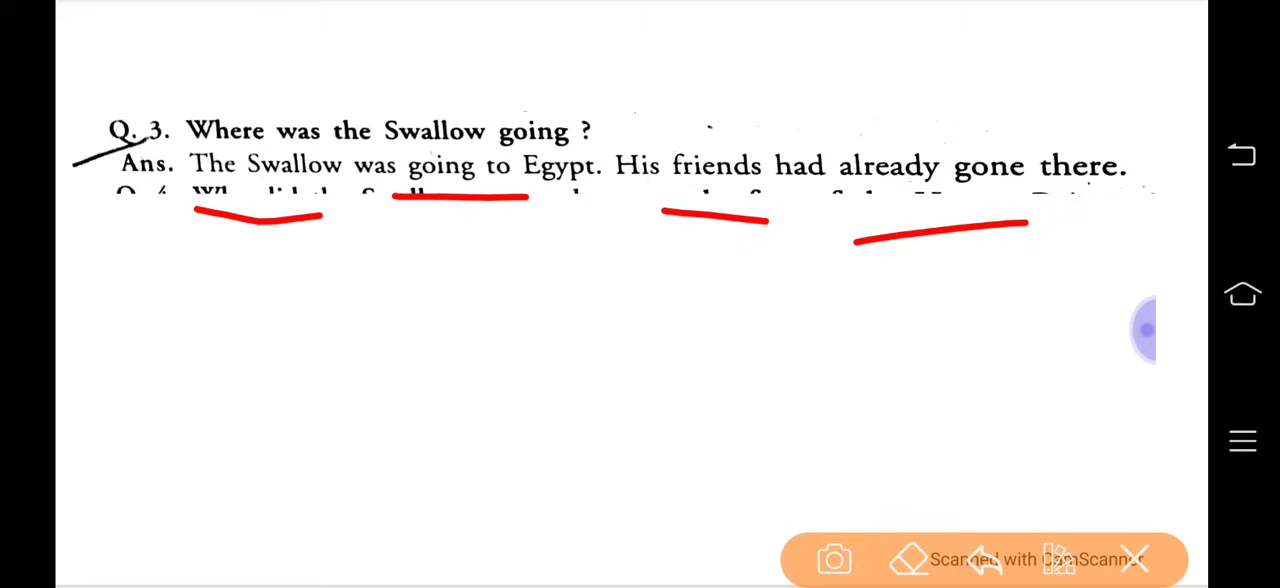 Q. 3. Where was the Swallow going ?
Ans. The Swallow was going to Egypt. His friends had already gone there.
Scanned with CamScanner